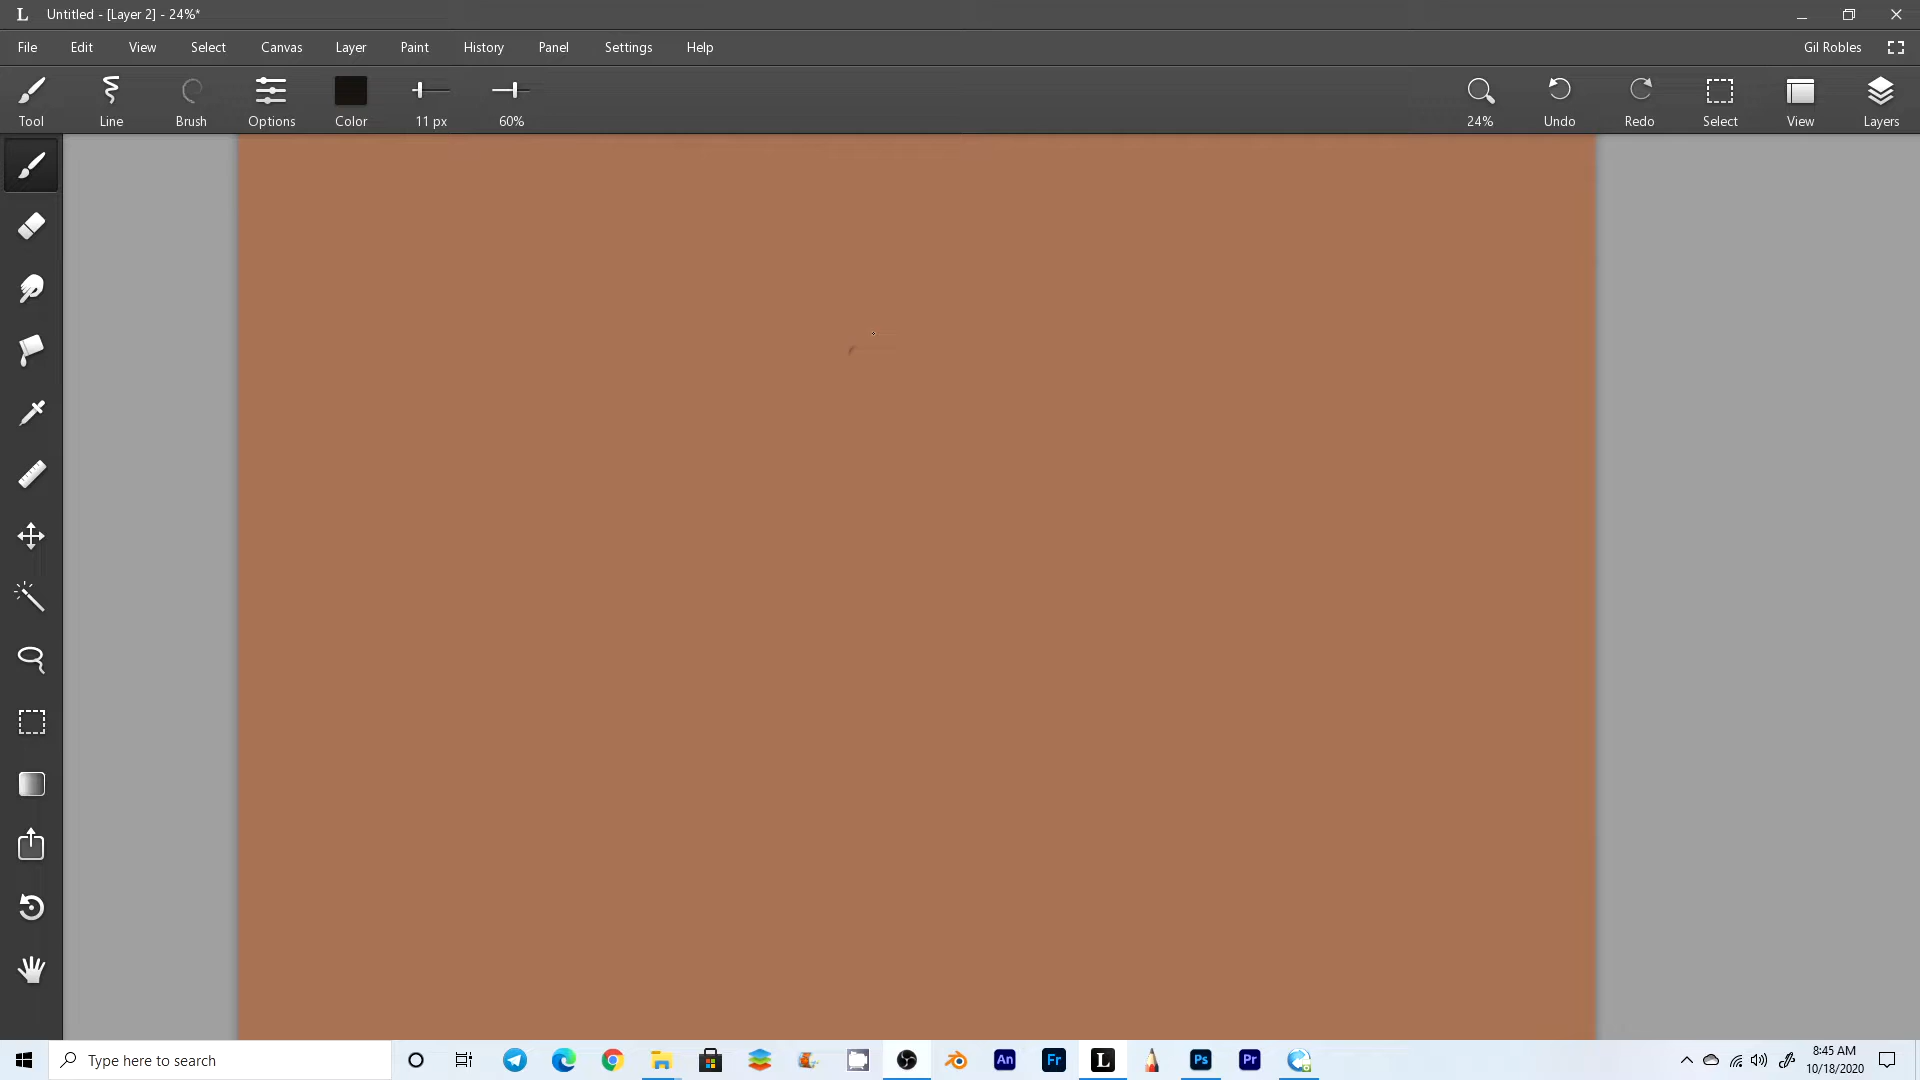 L Untitled - [Layer 2] - 24%*
File Edit View Select Canvas Layer Paint History Panel Settings Help Gil Robles
Tool Line Brush Options Color 11 px 60% 24% Undo Redo Select View Layers
Type here to search An Fr L Ps Pr 8:45 AM
10/18/2020